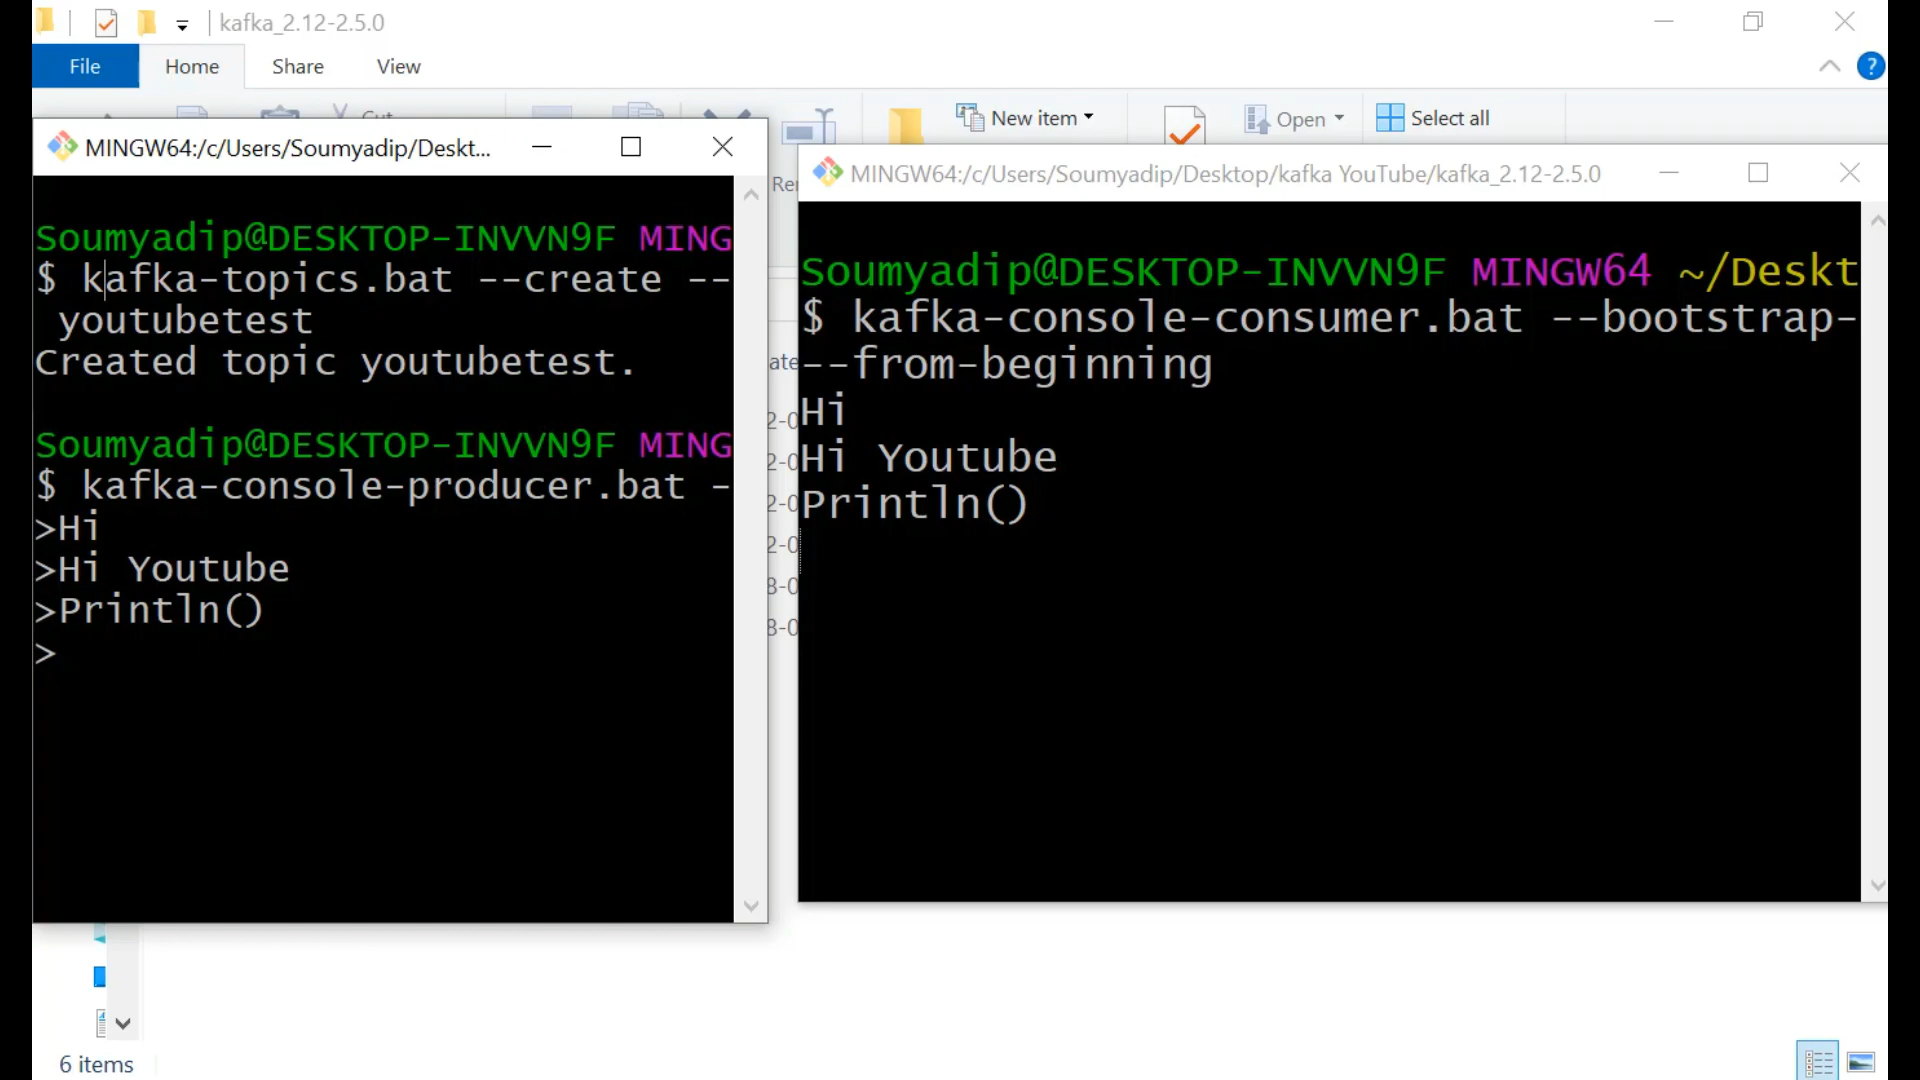 kafka_2.12-2.5.0
File Home Share View
Cut
New item
Open
Select all
MINGW64:/c/Users/Soumyadip/Deskt...
Soumyadip@DESKTOP-INVVN9F MING
$ kafka-topics.bat --create --
youtubetest
Created topic youtubetest.
Soumyadip@DESKTOP-INVVN9F MING
$ kafka-console-producer.bat -
>Hi
>Hi Youtube
>Println()
>
MINGW64:/c/Users/Soumyadip/Desktop/kafka YouTube/kafka_2.12-2.5.0
Soumyadip@DESKTOP-INVVN9F MINGW64 ~/Deskt
$ kafka-console-consumer.bat --bootstrap-
--from-beginning
Hi
Hi Youtube
Println()
6 items